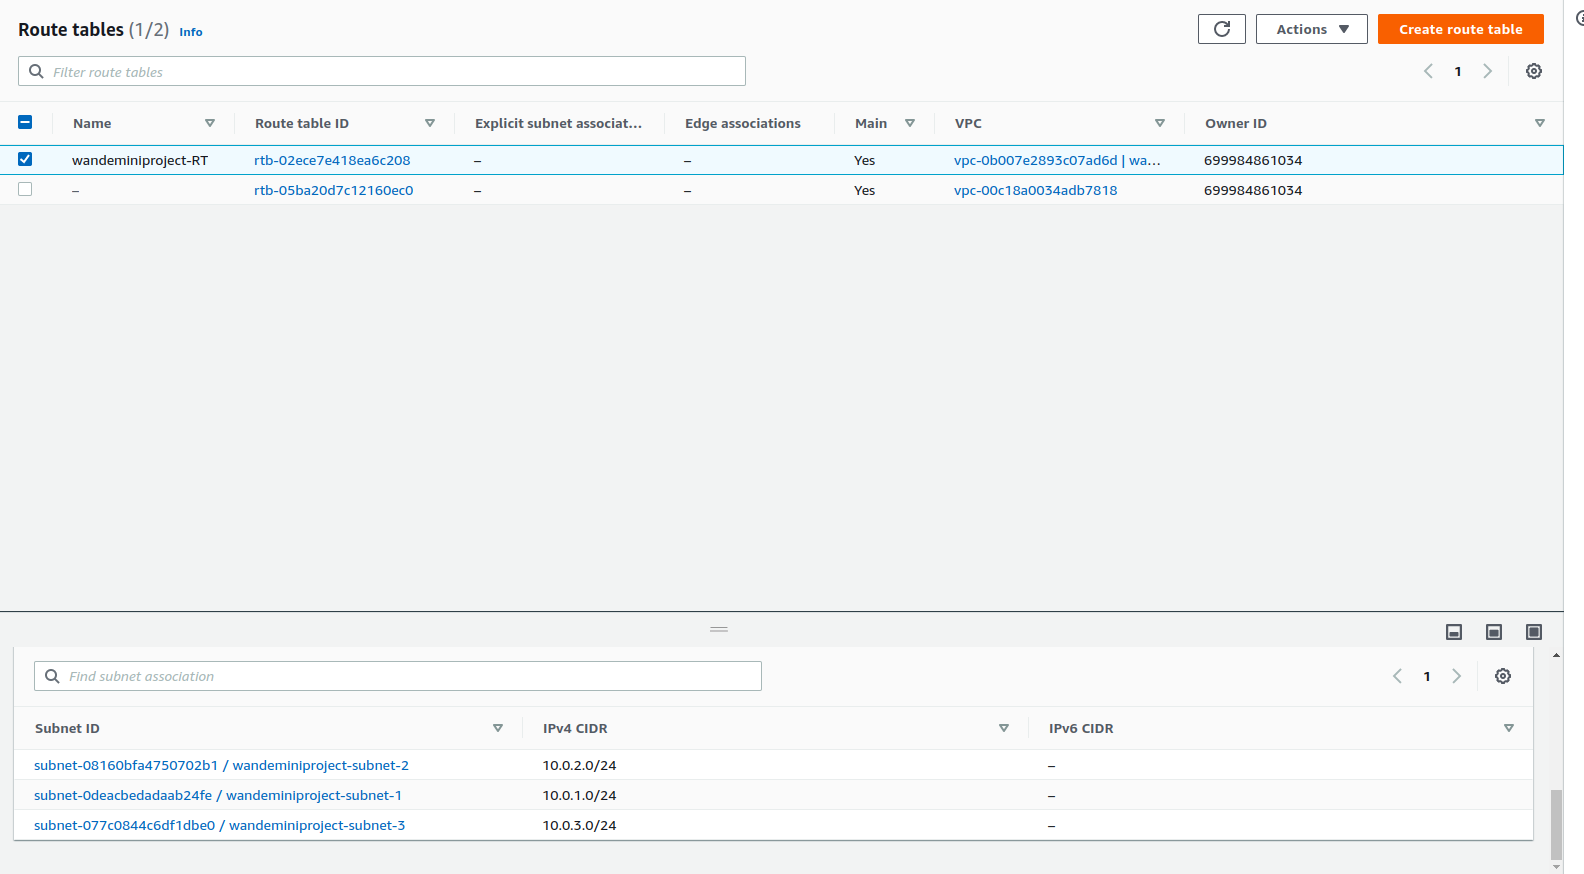 Route tables (1/2) Info
Actions
Create route table
Filter route tables
1
Name Route table ID Explicit subnet associat... Edge associations Main VPC Owner ID
wandeminiproject-RT rtb-02ece7e418ea6c208 – – Yes vpc-0b007e2893c07ad6d | wa... 699984861034
– rtb-05ba20d7c12160ec0 – – Yes vpc-00c18a0034adb7818 699984861034
Find subnet association
1
Subnet ID IPv4 CIDR IPv6 CIDR
subnet-08160bfa4750702b1 / wandeminiproject-subnet-2 10.0.2.0/24 –
subnet-0deacbedadaab24fe / wandeminiproject-subnet-1 10.0.1.0/24 –
subnet-077c0844c6df1dbe0 / wandeminiproject-subnet-3 10.0.3.0/24 –